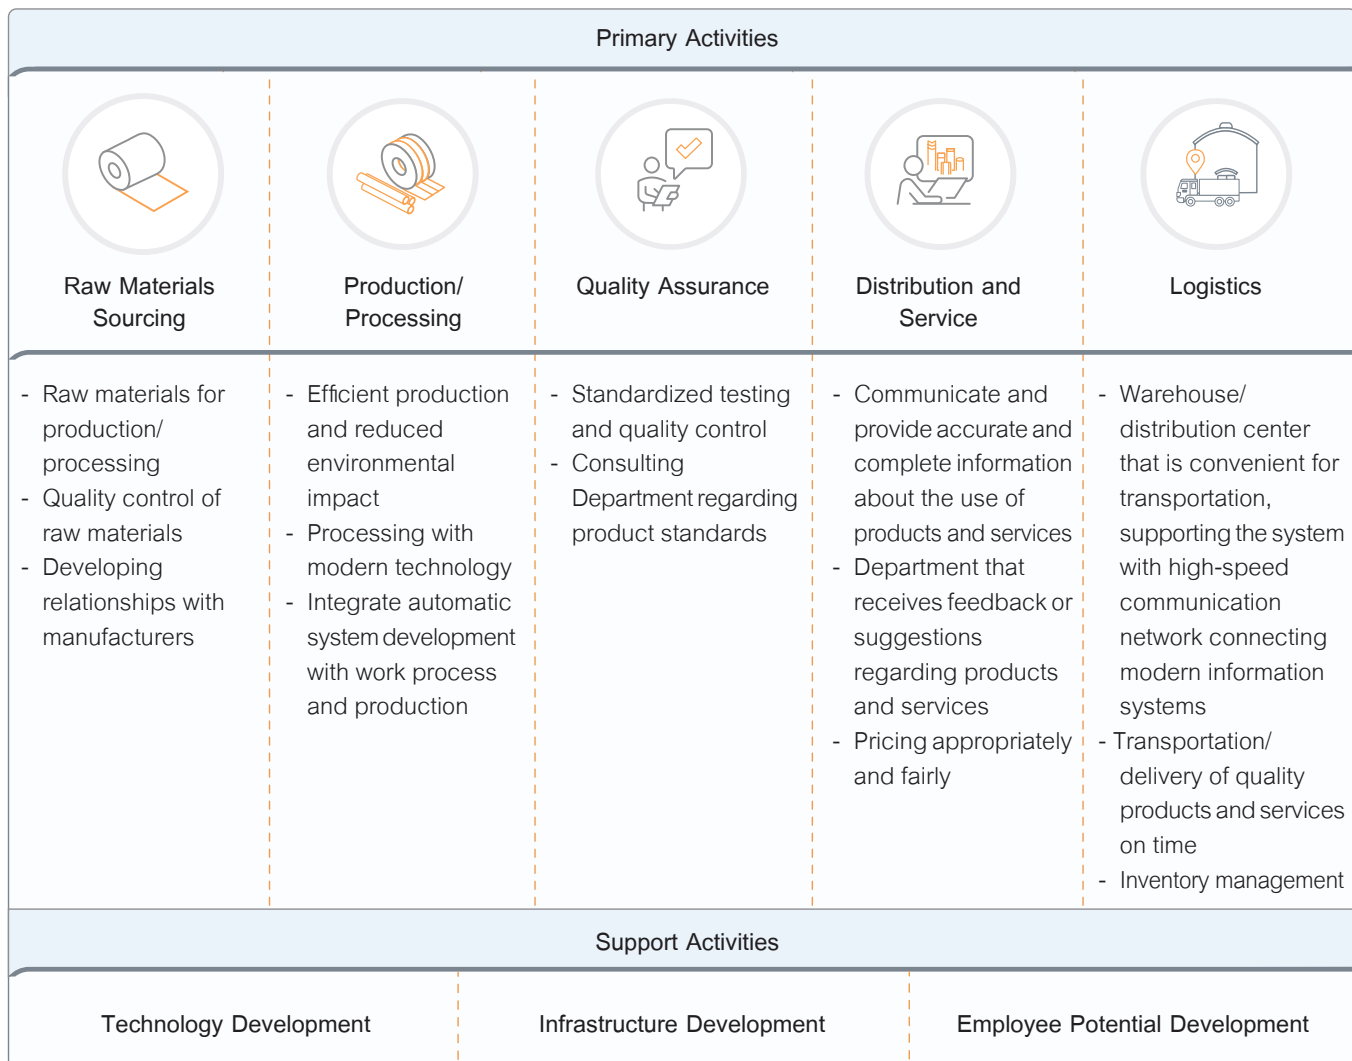 Primary Activities
Raw Materials
Sourcing
Production/
Processing
Quality Assurance
Distribution and
Service
Logistics
- Raw materials for
production/
processing
- Quality control of
raw materials
- Developing
relationships with
manufacturers
- Efficient production
and reduced
environmental
impact
- Processing with
modern technology
- Integrate automatic
system development
with work process
and production
- Standardized testing
and quality control
- Consulting
Department regarding
product standards
- Communicate and
provide accurate and
complete information
about the use of
products and services
- Department that
receives feedback or
suggestions
regarding products
and services
- Pricing appropriately
and fairly
- Warehouse/
distribution center
that is convenient for
transportation,
supporting the system
with high-speed
communication
network connecting
modern information
systems
- Transportation/
delivery of quality
products and services
on time
- Inventory management
Support Activities
Technology Development
Infrastructure Development
Employee Potential Development